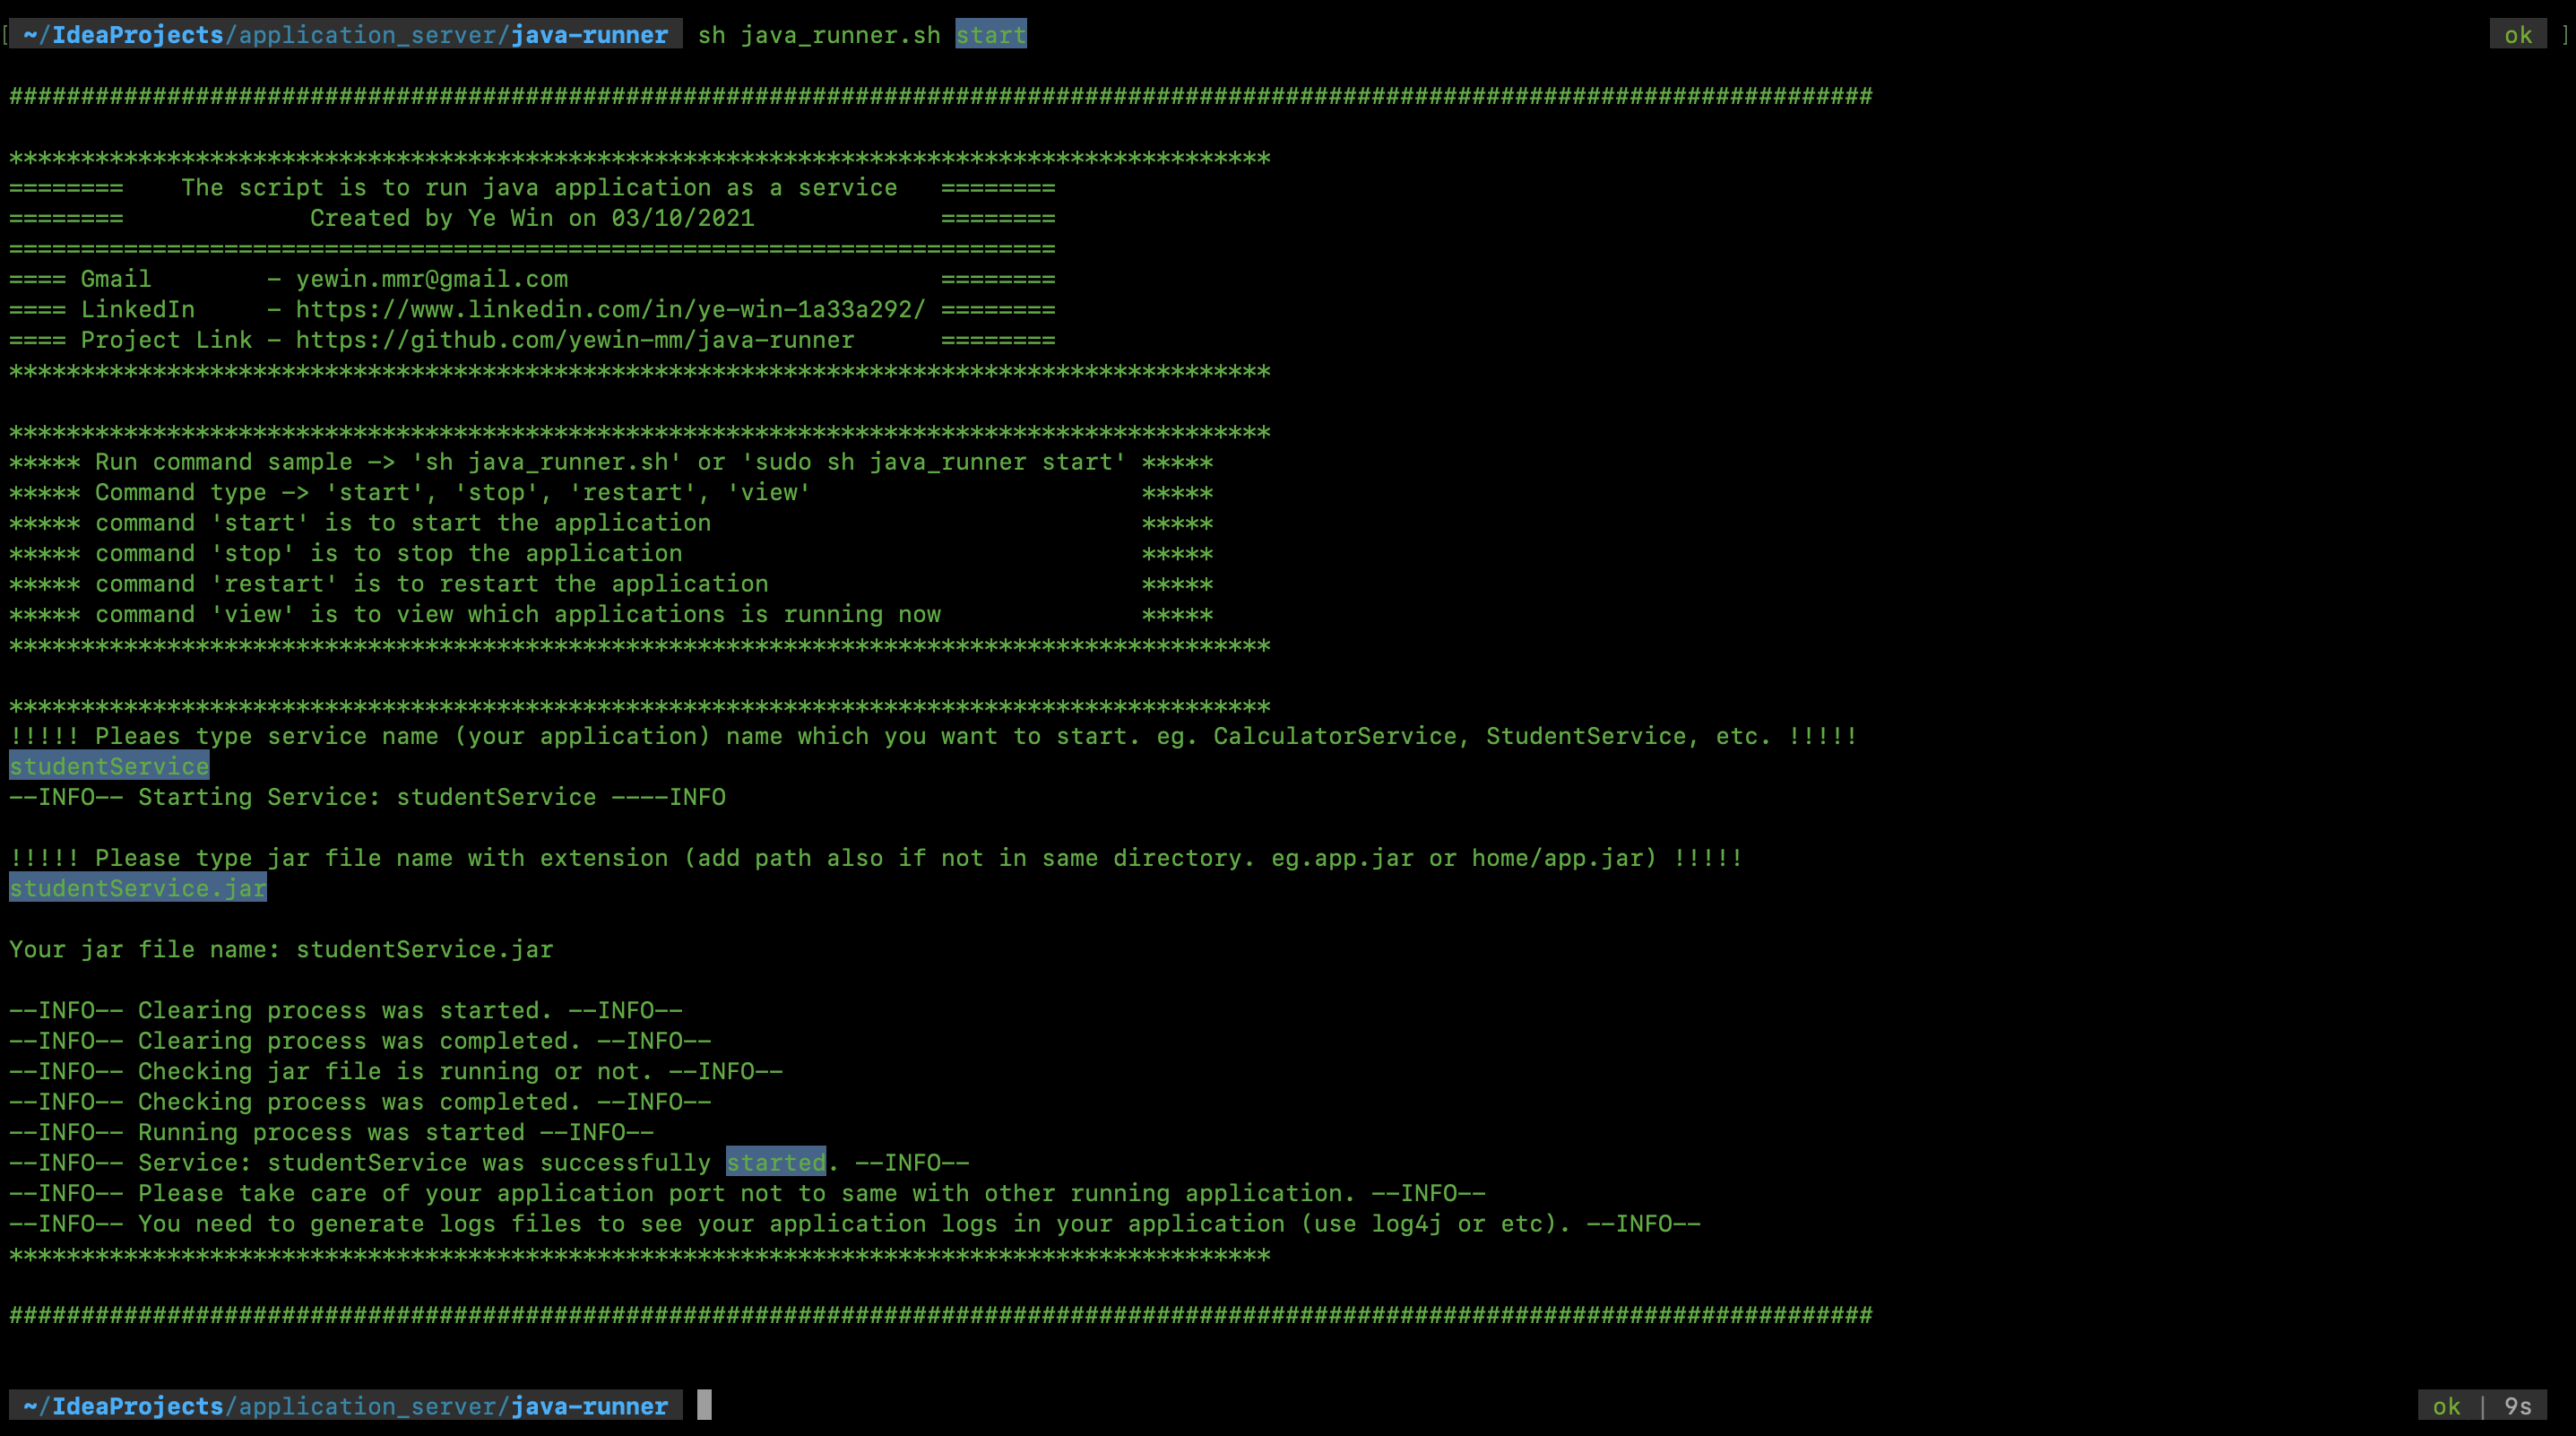 [ ~/IdeaProjects/application_server/java-runner  sh java_runner.sh start ok ]
##################################################################################################################################
****************************************************************************************
========    The script is to run java application as a service   ========
========             Created by Ye Win on 03/10/2021             ========
=========================================================================
==== Gmail        - yewin.mmr@gmail.com                          ========
==== LinkedIn     - https://www.linkedin.com/in/ye-win-1a33a292/ ========
==== Project Link - https://github.com/yewin-mm/java-runner      ========
****************************************************************************************
****************************************************************************************
***** Run command sample -> 'sh java_runner.sh' or 'sudo sh java_runner start' *****
***** Command type -> 'start', 'stop', 'restart', 'view'                       *****
***** command 'start' is to start the application                              *****
***** command 'stop' is to stop the application                                *****
***** command 'restart' is to restart the application                          *****
***** command 'view' is to view which applications is running now              *****
****************************************************************************************
****************************************************************************************
!!!!! Pleaes type service name (your application) name which you want to start. eg. CalculatorService, StudentService, etc. !!!!!
studentService
--INFO-- Starting Service: studentService ----INFO
!!!!! Please type jar file name with extension (add path also if not in same directory. eg.app.jar or home/app.jar) !!!!!
studentService.jar
Your jar file name: studentService.jar
--INFO-- Clearing process was started. --INFO--
--INFO-- Clearing process was completed. --INFO--
--INFO-- Checking jar file is running or not. --INFO--
--INFO-- Checking process was completed. --INFO--
--INFO-- Running process was started --INFO--
--INFO-- Service: studentService was successfully started. --INFO--
--INFO-- Please take care of your application port not to same with other running application. --INFO--
--INFO-- You need to generate logs files to see your application logs in your application (use log4j or etc). --INFO--
****************************************************************************************
##################################################################################################################################
~/IdeaProjects/application_server/java-runner ok | 9s